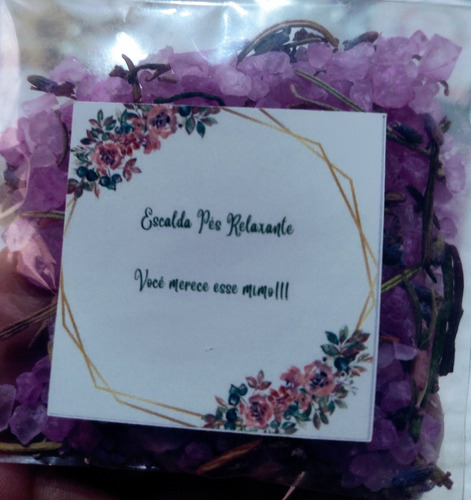 Escalda Pés Relaxante
Você merece esse mimo!!!